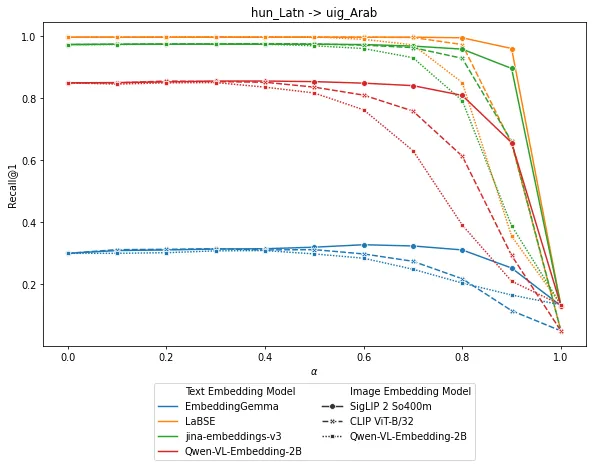 hun_Latn -> uig_Arab
1.0
0.8
0.6
0.4
0.2
Recall@1
0.0 0.2 0.4 0.6 0.8 1.0
α
Text Embedding Model
EmbeddingGemma
LaBSE
jina-embeddings-v3
Qwen-VL-Embedding-2B
Image Embedding Model
SigLIP 2 So400m
CLIP ViT-B/32
Qwen-VL-Embedding-2B